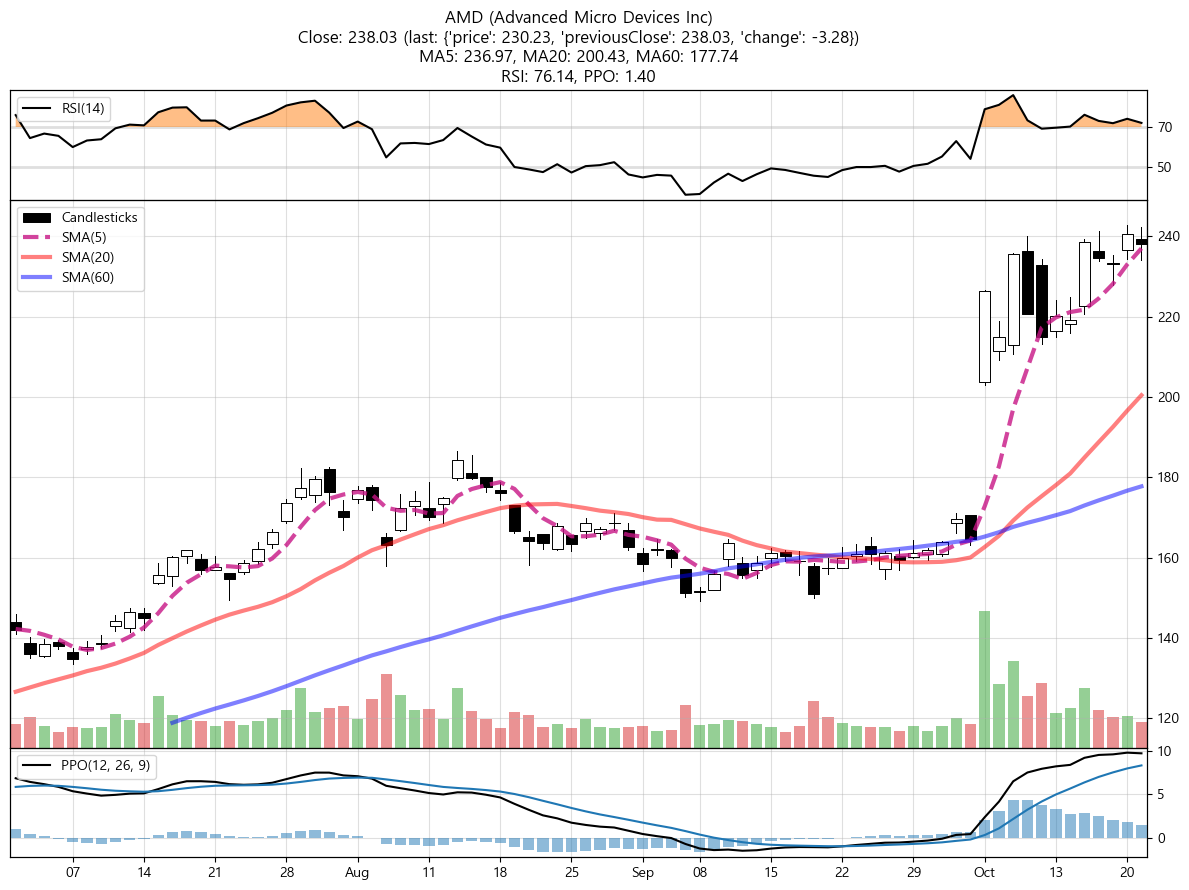 AMD (Advanced Micro Devices Inc)
Close: 238.03 (last: {'price': 230.23, 'previousClose': 238.03, 'change': -3.28})
MA5: 236.97, MA20: 200.43, MA60: 177.74
RSI: 76.14, PPO: 1.40
RSI(14)
70
50
Candlesticks
SMA(5)
SMA(20)
SMA(60)
240
220
200
180
160
140
120
PPO(12, 26, 9)
10
5
0
07 14 21 28 Aug 11 18 25 Sep 08 15 22 29 Oct 13 20